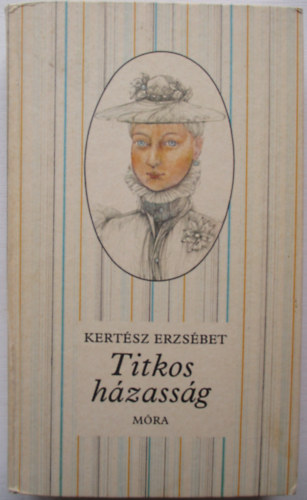 KERTÉSZ ERZSÉBET
Titkos
házasság
MÓRA